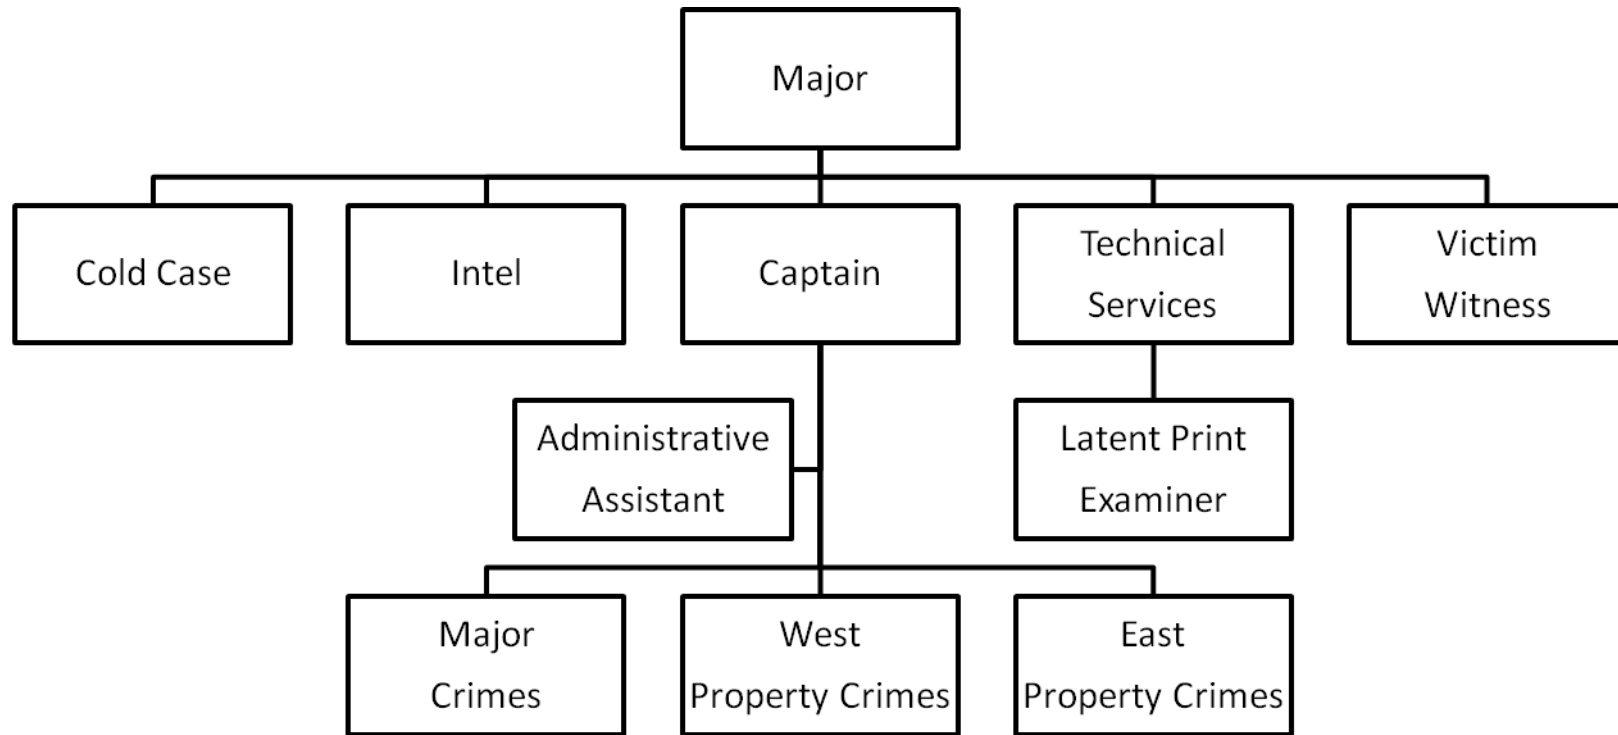 Major
Cold Case
Intel
Captain
Technical
Services
Victim
Witness
Administrative
Assistant
Latent Print
Examiner
Major
Crimes
West
Property Crimes
East
Property Crimes